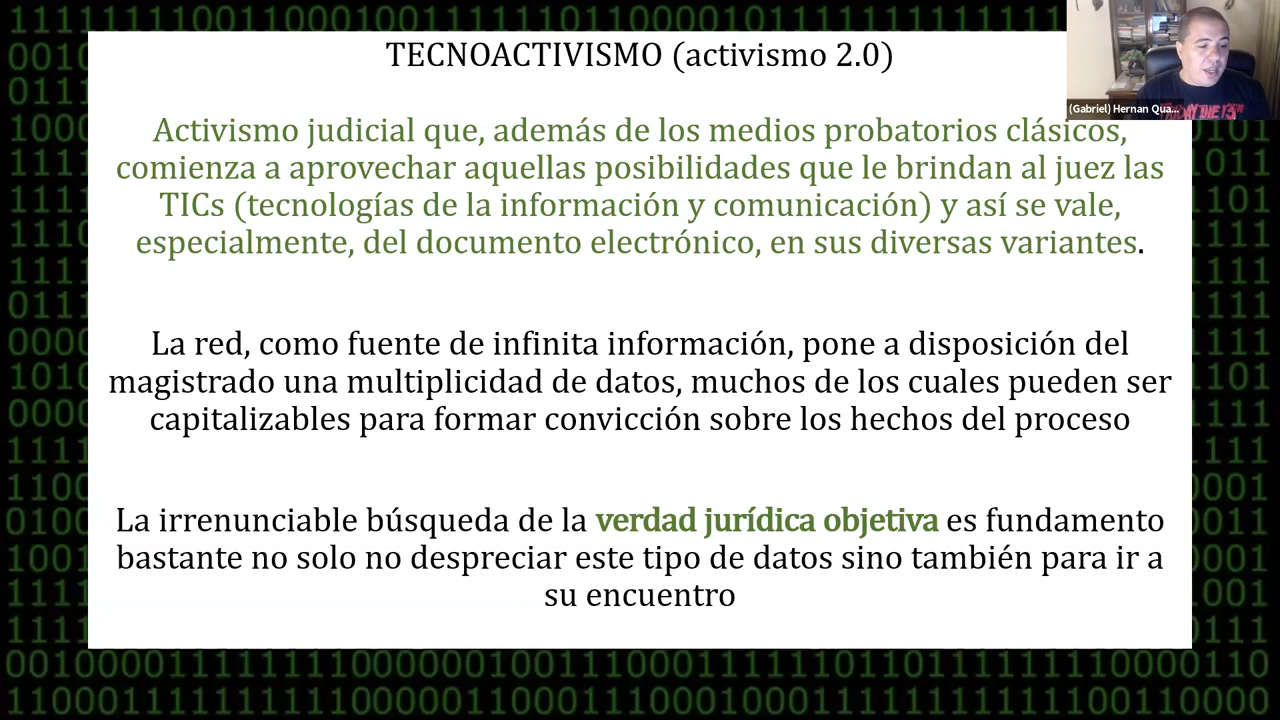 TECNOACTIVISMO (activismo 2.0)
(Gabriel) Hernan Qua...
Activismo judicial que, además de los medios probatorios clásicos,
comienza a aprovechar aquellas posibilidades que le brindan al juez las
TICs (tecnologías de la información y comunicación) y así se vale,
especialmente, del documento electrónico, en sus diversas variantes.
La red, como fuente de infinita información, pone a disposición del
magistrado una multiplicidad de datos, muchos de los cuales pueden ser
capitalizables para formar convicción sobre los hechos del proceso
La irrenunciable búsqueda de la verdad jurídica objetiva es fundamento
bastante no solo no despreciar este tipo de datos sino también para ir a
su encuentro